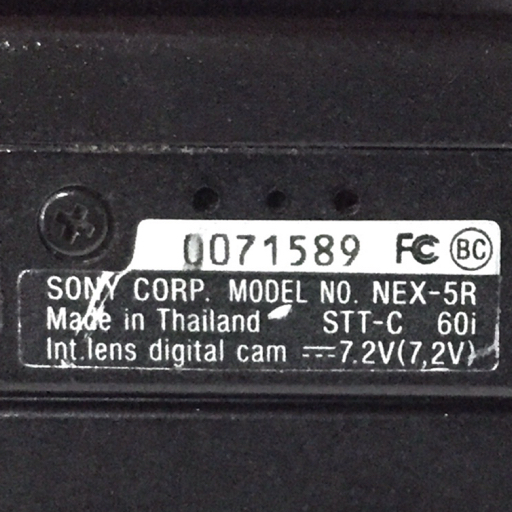 0071589 FC BC
SONY CORP. MODEL NO. NEX-5R
Made in Thailand STT-C 60i
Int.lens digital cam ⎓7.2V(7,2V)